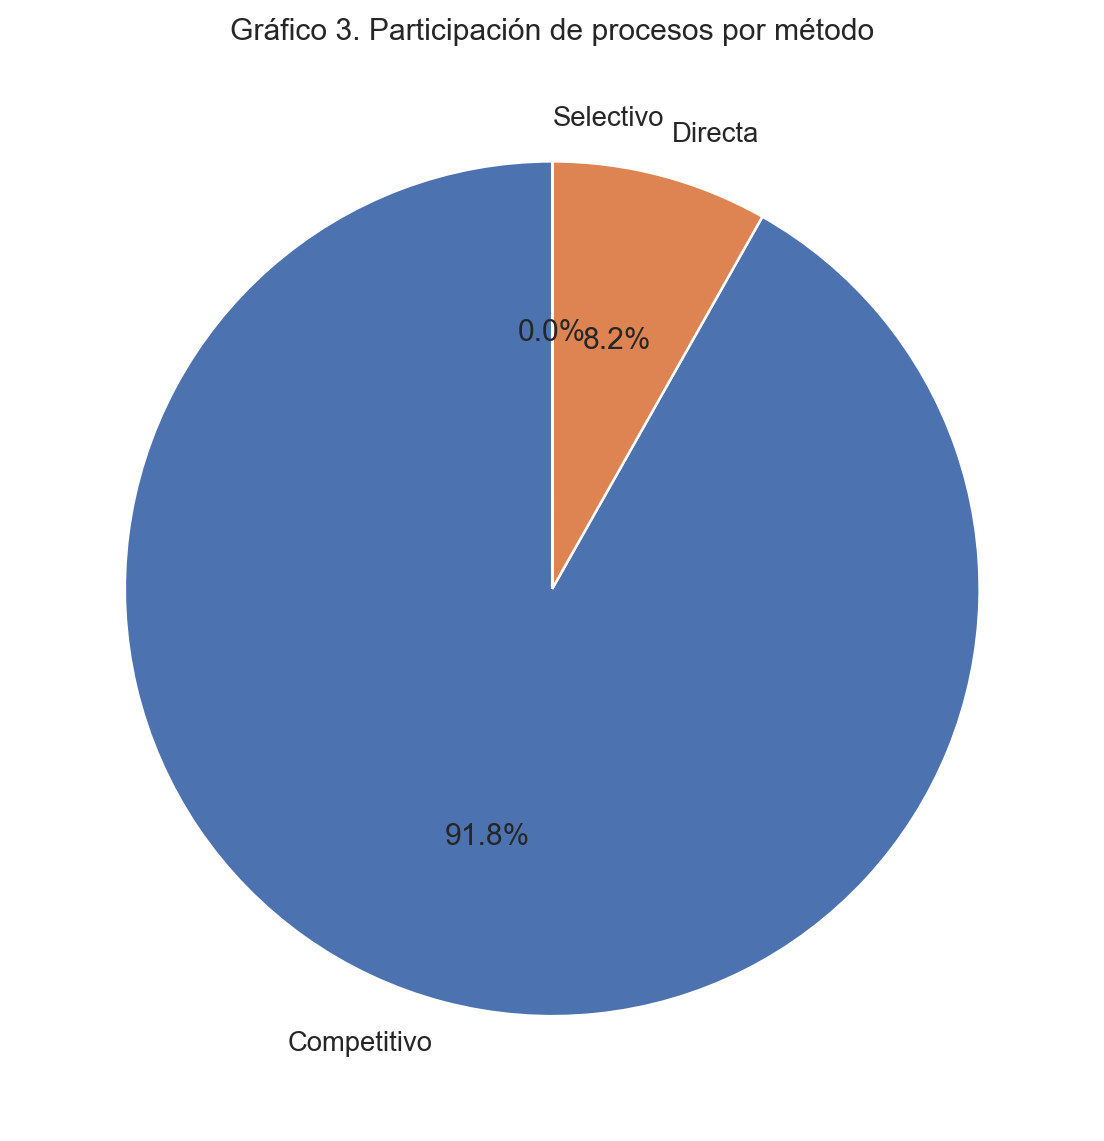 Gráfico 3. Participación de procesos por método
Selectivo
Directa
0.0%
8.2%
91.8%
Competitivo